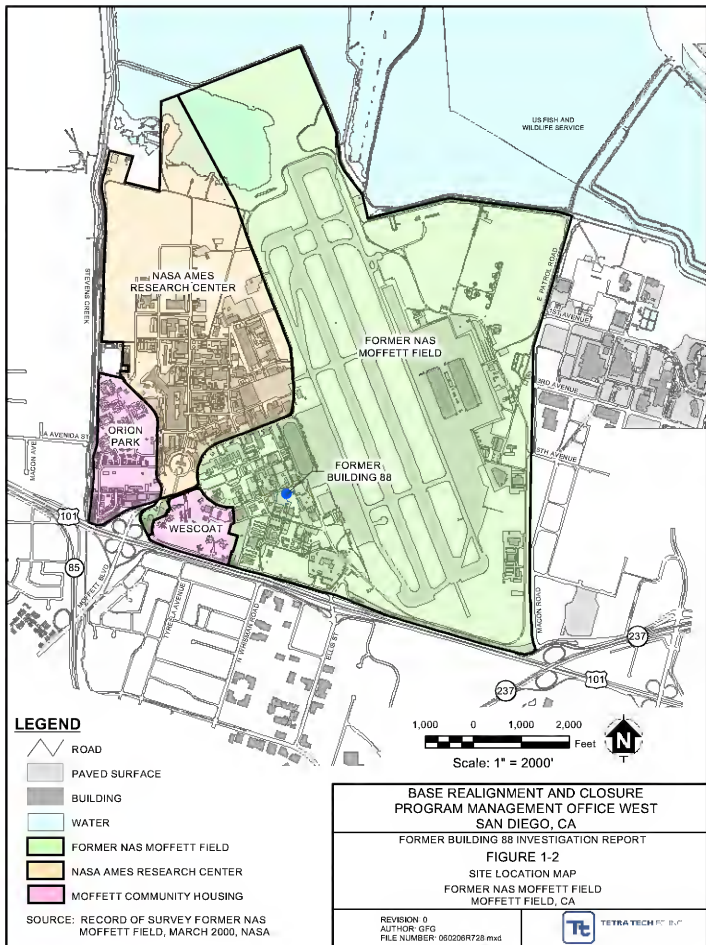 US FISH AND
WILDLIFE SERVICE
NASA AMES
RESEARCH CENTER
STEVENS CREEK
E PATROL ROAD
1ST AVENUE
FORMER NAS
MOFFETT FIELD
3RD AVENUE
ORION
PARK
A AVENIDA ST
MACON AVE
5TH AVENUE
FORMER
BUILDING 88
101
WESCOAT
85
MOFFETT BLVD
TYRELLA AVENUE
N WHISMAN ROAD
ELLIS ST
MACON ROAD
237
101
237
LEGEND
ROAD
PAVED SURFACE
BUILDING
WATER
FORMER NAS MOFFETT FIELD
NASA AMES RESEARCH CENTER
MOFFETT COMMUNITY HOUSING
SOURCE: RECORD OF SURVEY FORMER NAS
MOFFETT FIELD, MARCH 2000, NASA
1,000 0 1,000 2,000
Feet
Scale: 1" = 2000'
N
BASE REALIGNMENT AND CLOSURE
PROGRAM MANAGEMENT OFFICE WEST
SAN DIEGO, CA
FORMER BUILDING 88 INVESTIGATION REPORT
FIGURE 1-2
SITE LOCATION MAP
FORMER NAS MOFFETT FIELD
MOFFETT FIELD, CA
REVISION 0
AUTHOR: GFG
FILE NUMBER: 060206R728.mxd
Tt
TETRA TECH